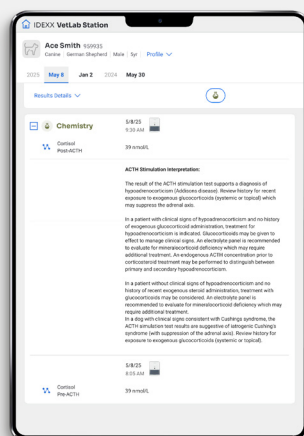 IDEXX VetLab Station
Ace Smith 959935
Canine | German Shepherd | Male | 5yr Profile
2025 May 8 Jan 2 2024 May 30
Results Details
Chemistry 5/8/25
9:30 AM
Cortisol 39 nmol/L
Post-ACTH
ACTH Stimulation Interpretation:
The result of the ACTH stimulation test supports a diagnosis of
hypoadrenocorticism (Addisons disease). Review history for recent
exposure to exogenous glucocorticoids (systemic or topical) which
may suppress the adrenal axis.
In a patient with clinical signs of hypoadrenocorticism and no history
of exogenous glucocorticoid administration, treatment for
hypoadrenocorticism is indicated. Glucocorticoids may be given to
effect to manage clinical signs. An electrolyte panel is recommended
to evaluate for mineralocorticoid deficiency which may require
additional treatment. An endogenous ACTH concentration prior to
corticosteroid treatment may be performed to distinguish between
primary and secondary hypoadrenocorticism.
In a patient without clinical signs of hypoadrenocorticism and no
history of recent exogenous steroid administration, treatment with
glucocorticoids may be considered. An electrolyte panel is
recommended to evaluate for mineralocorticoid deficiency which may
require additional treatment.
In a dog with clinical signs consistent with Cushing's syndrome, the
ACTH stimulation test results are suggestive of iatrogenic Cushing's
syndrome (with suppression of the adrenal axis). Review history for
exposure to exogenous glucocorticoids (systemic or topical).
5/8/25
8:05 AM
Cortisol 39 nmol/L
Pre-ACTH